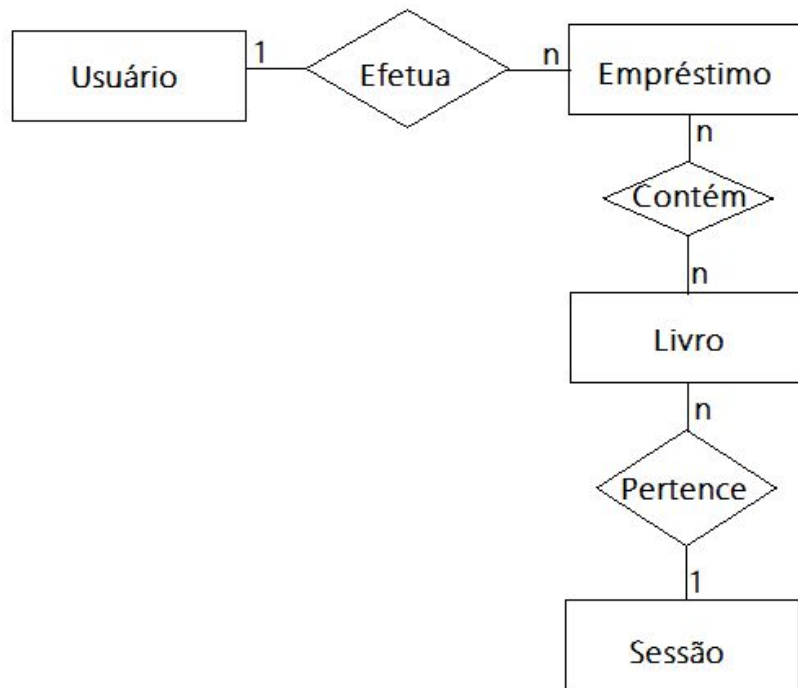 Usuário
1
Efetua
n
Empréstimo
n
Contém
n
Livro
n
Pertence
1
Sessão